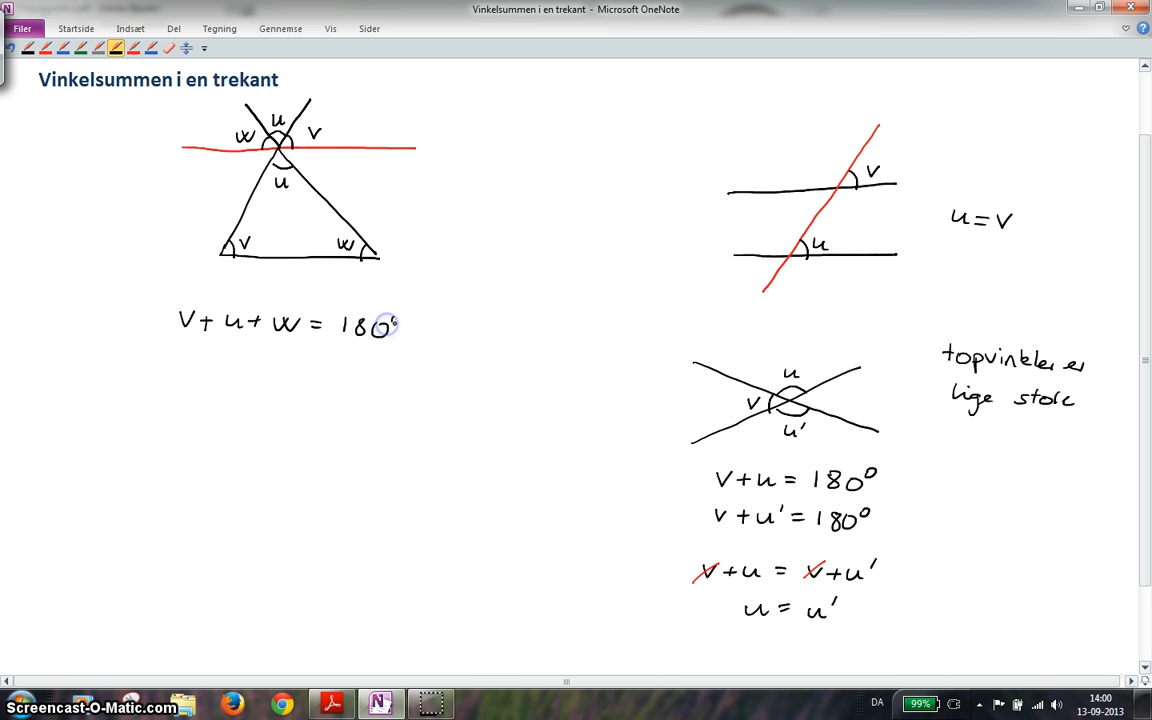 Vinkelsummen i en trekant - Microsoft OneNote
Filer Startside Indsæt Del Tegning Gennemse Vis Sider
Vinkelsummen i en trekant
w u v
u
v w
v + u + w = 180°
v
u
u = v
u
v
u'
topvinkler er
lige store
v + u = 180°
v + u' = 180°
v + u = v + u'
u = u'
DA 99% 14:00
13-09-2013
Screencast-O-Matic.com